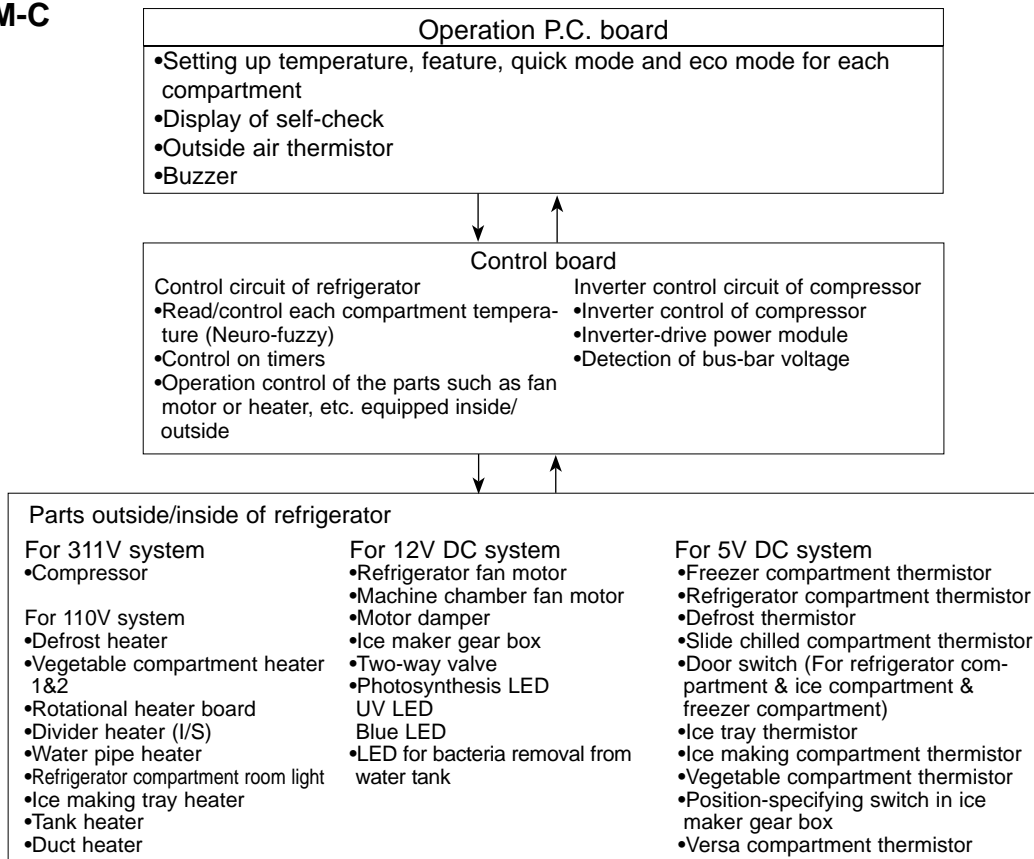 M-C
Operation P.C. board
•Setting up temperature, feature, quick mode and eco mode for each
compartment
•Display of self-check
•Outside air thermistor
•Buzzer
Control board
Control circuit of refrigerator
•Read/control each compartment tempera-
ture (Neuro-fuzzy)
•Control on timers
•Operation control of the parts such as fan
motor or heater, etc. equipped inside/
outside
Inverter control circuit of compressor
•Inverter control of compressor
•Inverter-drive power module
•Detection of bus-bar voltage
Parts outside/inside of refrigerator
For 311V system
•Compressor
For 110V system
•Defrost heater
•Vegetable compartment heater
1&2
•Rotational heater board
•Divider heater (I/S)
•Water pipe heater
•Refrigerator compartment room light
•Ice making tray heater
•Tank heater
•Duct heater
For 12V DC system
•Refrigerator fan motor
•Machine chamber fan motor
•Motor damper
•Ice maker gear box
•Two-way valve
•Photosynthesis LED
UV LED
Blue LED
•LED for bacteria removal from
water tank
For 5V DC system
•Freezer compartment thermistor
•Refrigerator compartment thermistor
•Defrost thermistor
•Slide chilled compartment thermistor
•Door switch (For refrigerator com-
partment & ice compartment &
freezer compartment)
•Ice tray thermistor
•Ice making compartment thermistor
•Vegetable compartment thermistor
•Position-specifying switch in ice
maker gear box
•Versa compartment thermistor